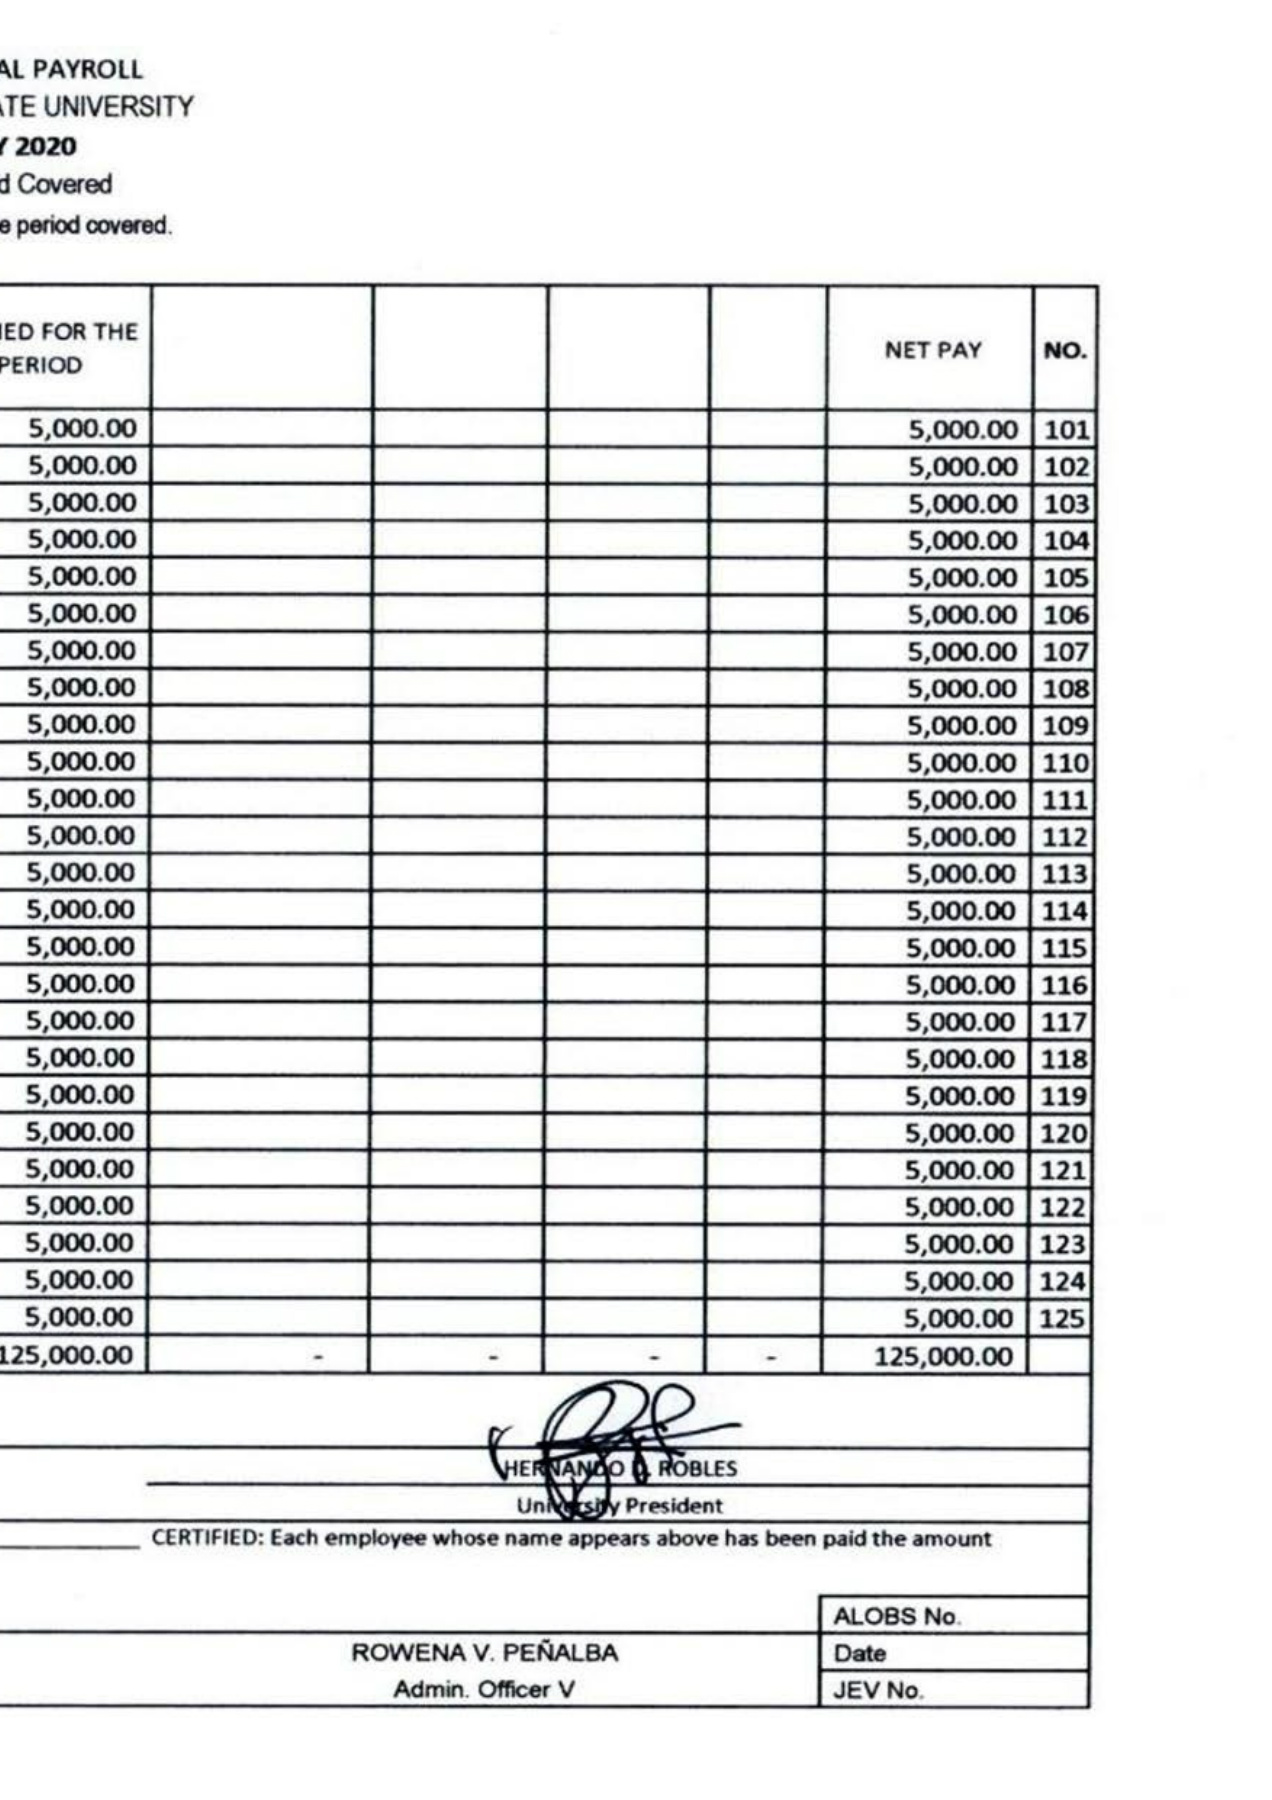 AL PAYROLL
ATE UNIVERSITY
Y 2020
d Covered
e period covered.
IED FOR THE PERIOD NET PAY NO.
5,000.00 5,000.00 101
5,000.00 5,000.00 102
5,000.00 5,000.00 103
5,000.00 5,000.00 104
5,000.00 5,000.00 105
5,000.00 5,000.00 106
5,000.00 5,000.00 107
5,000.00 5,000.00 108
5,000.00 5,000.00 109
5,000.00 5,000.00 110
5,000.00 5,000.00 111
5,000.00 5,000.00 112
5,000.00 5,000.00 113
5,000.00 5,000.00 114
5,000.00 5,000.00 115
5,000.00 5,000.00 116
5,000.00 5,000.00 117
5,000.00 5,000.00 118
5,000.00 5,000.00 119
5,000.00 5,000.00 120
5,000.00 5,000.00 121
5,000.00 5,000.00 122
5,000.00 5,000.00 123
5,000.00 5,000.00 124
5,000.00 5,000.00 125
125,000.00 - - - - 125,000.00
HERNANDO ROBLES
University President
CERTIFIED: Each employee whose name appears above has been paid the amount
ALOBS No.
ROWENA V. PEÑALBA Date
Admin. Officer V JEV No.